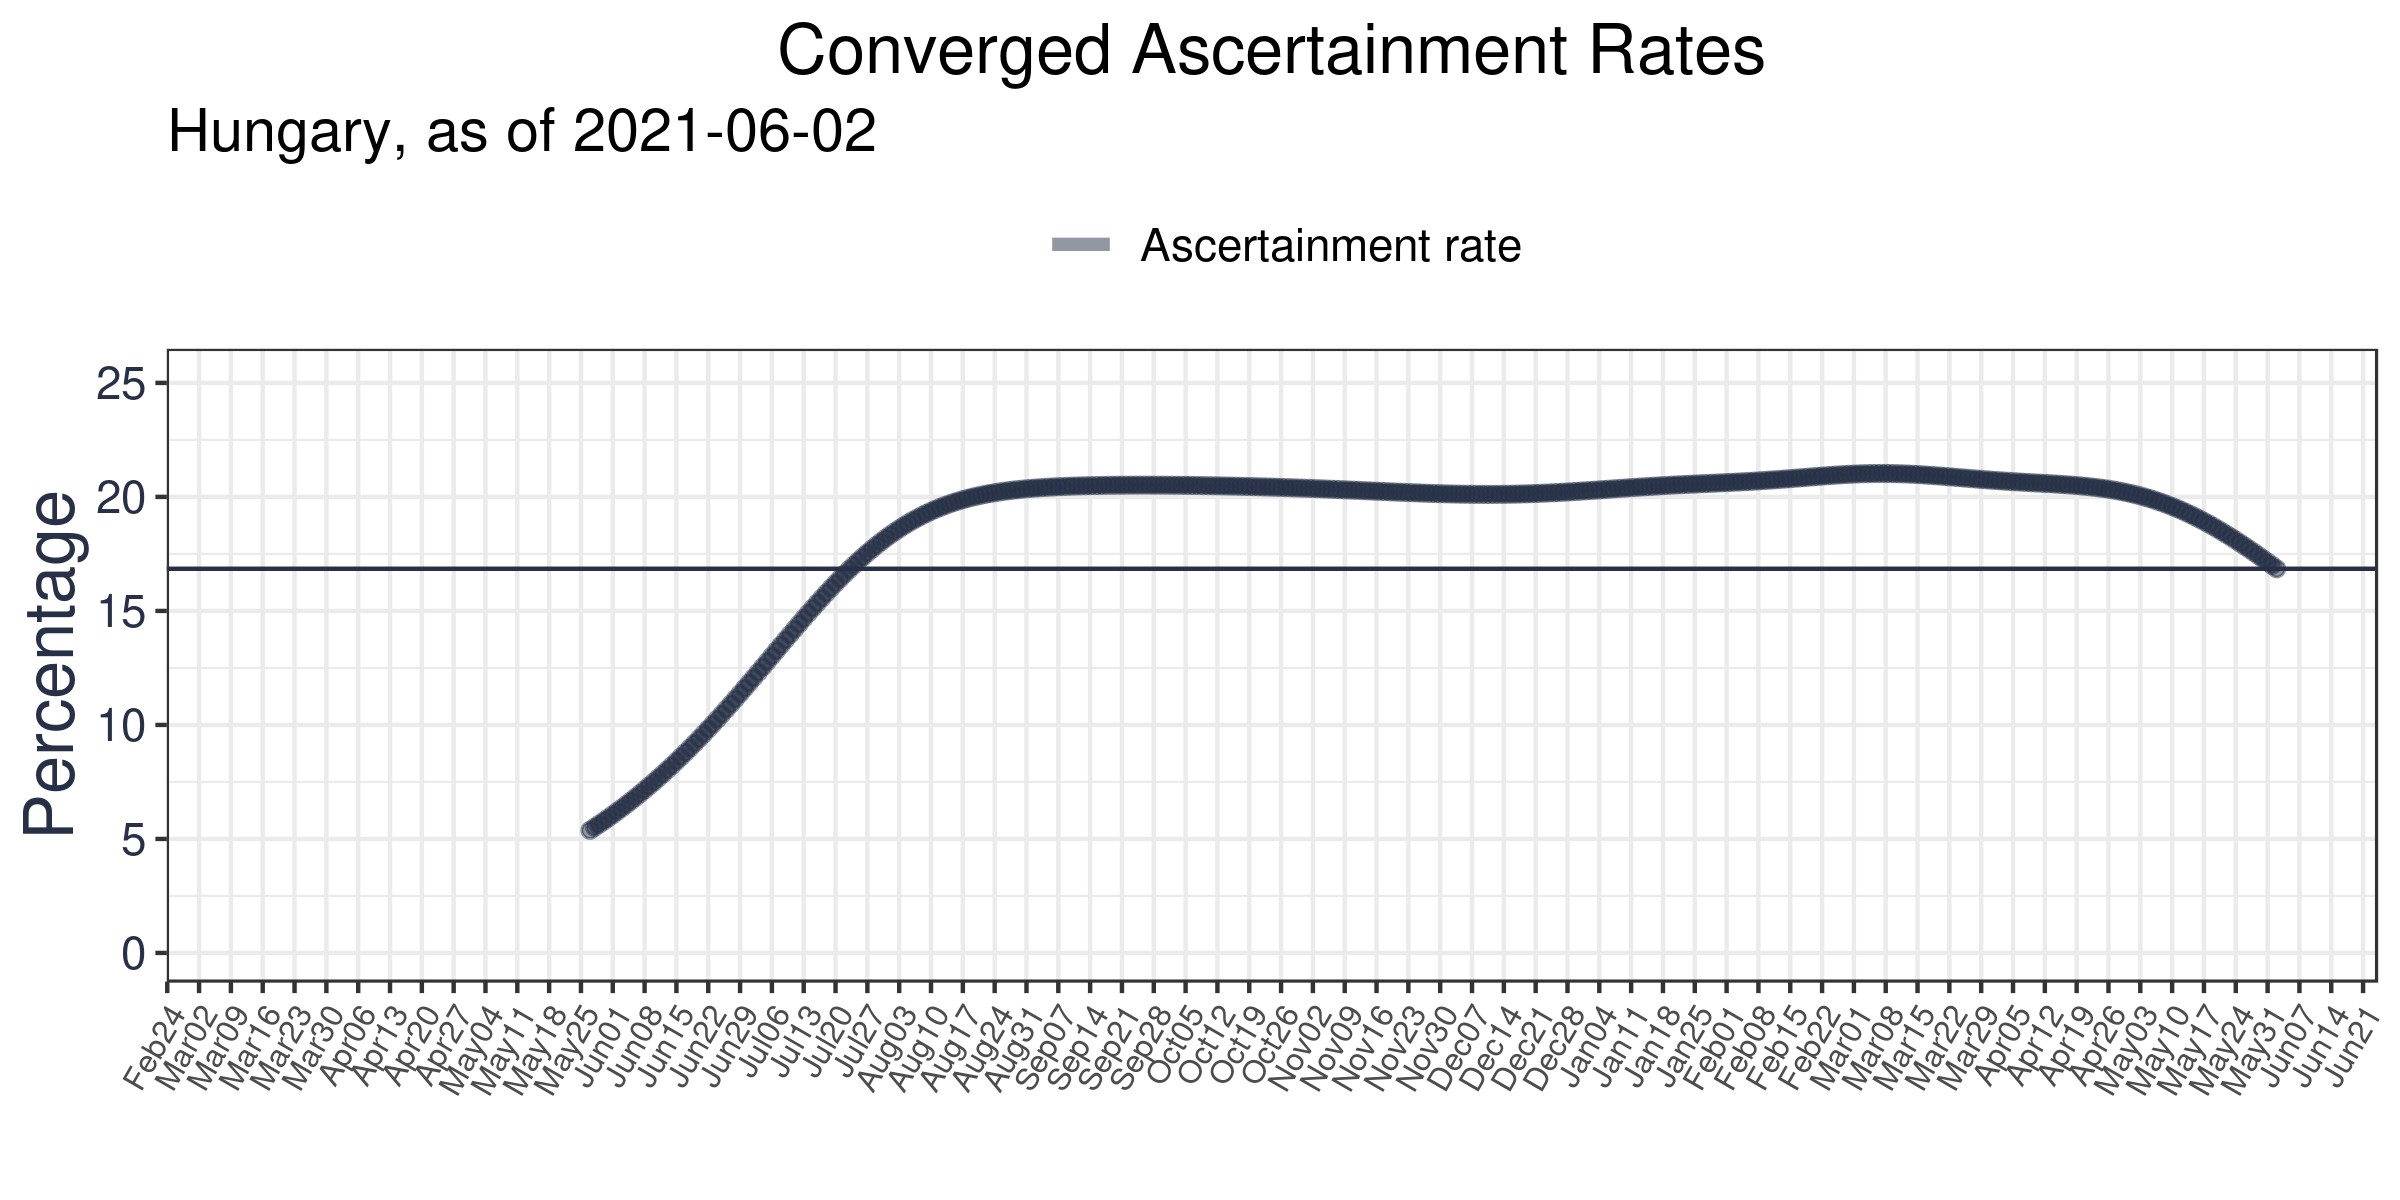 Converged Ascertainment Rates
Hungary, as of 2021-06-02
Ascertainment rate
Percentage
25
20
15
10
5
0
Feb24
Mar02
Mar09
Mar16
Mar23
Mar30
Apr06
Apr13
Apr20
Apr27
May04
May11
May18
May25
Jun01
Jun08
Jun15
Jun22
Jun29
Jul06
Jul13
Jul20
Jul27
Aug03
Aug10
Aug17
Aug24
Aug31
Sep07
Sep14
Sep21
Sep28
Oct05
Oct12
Oct19
Oct26
Nov02
Nov09
Nov16
Nov23
Nov30
Dec07
Dec14
Dec21
Dec28
Jan04
Jan11
Jan18
Jan25
Feb01
Feb08
Feb15
Feb22
Mar01
Mar08
Mar15
Mar22
Mar29
Apr05
Apr12
Apr19
Apr26
May03
May10
May17
May24
May31
Jun07
Jun14
Jun21